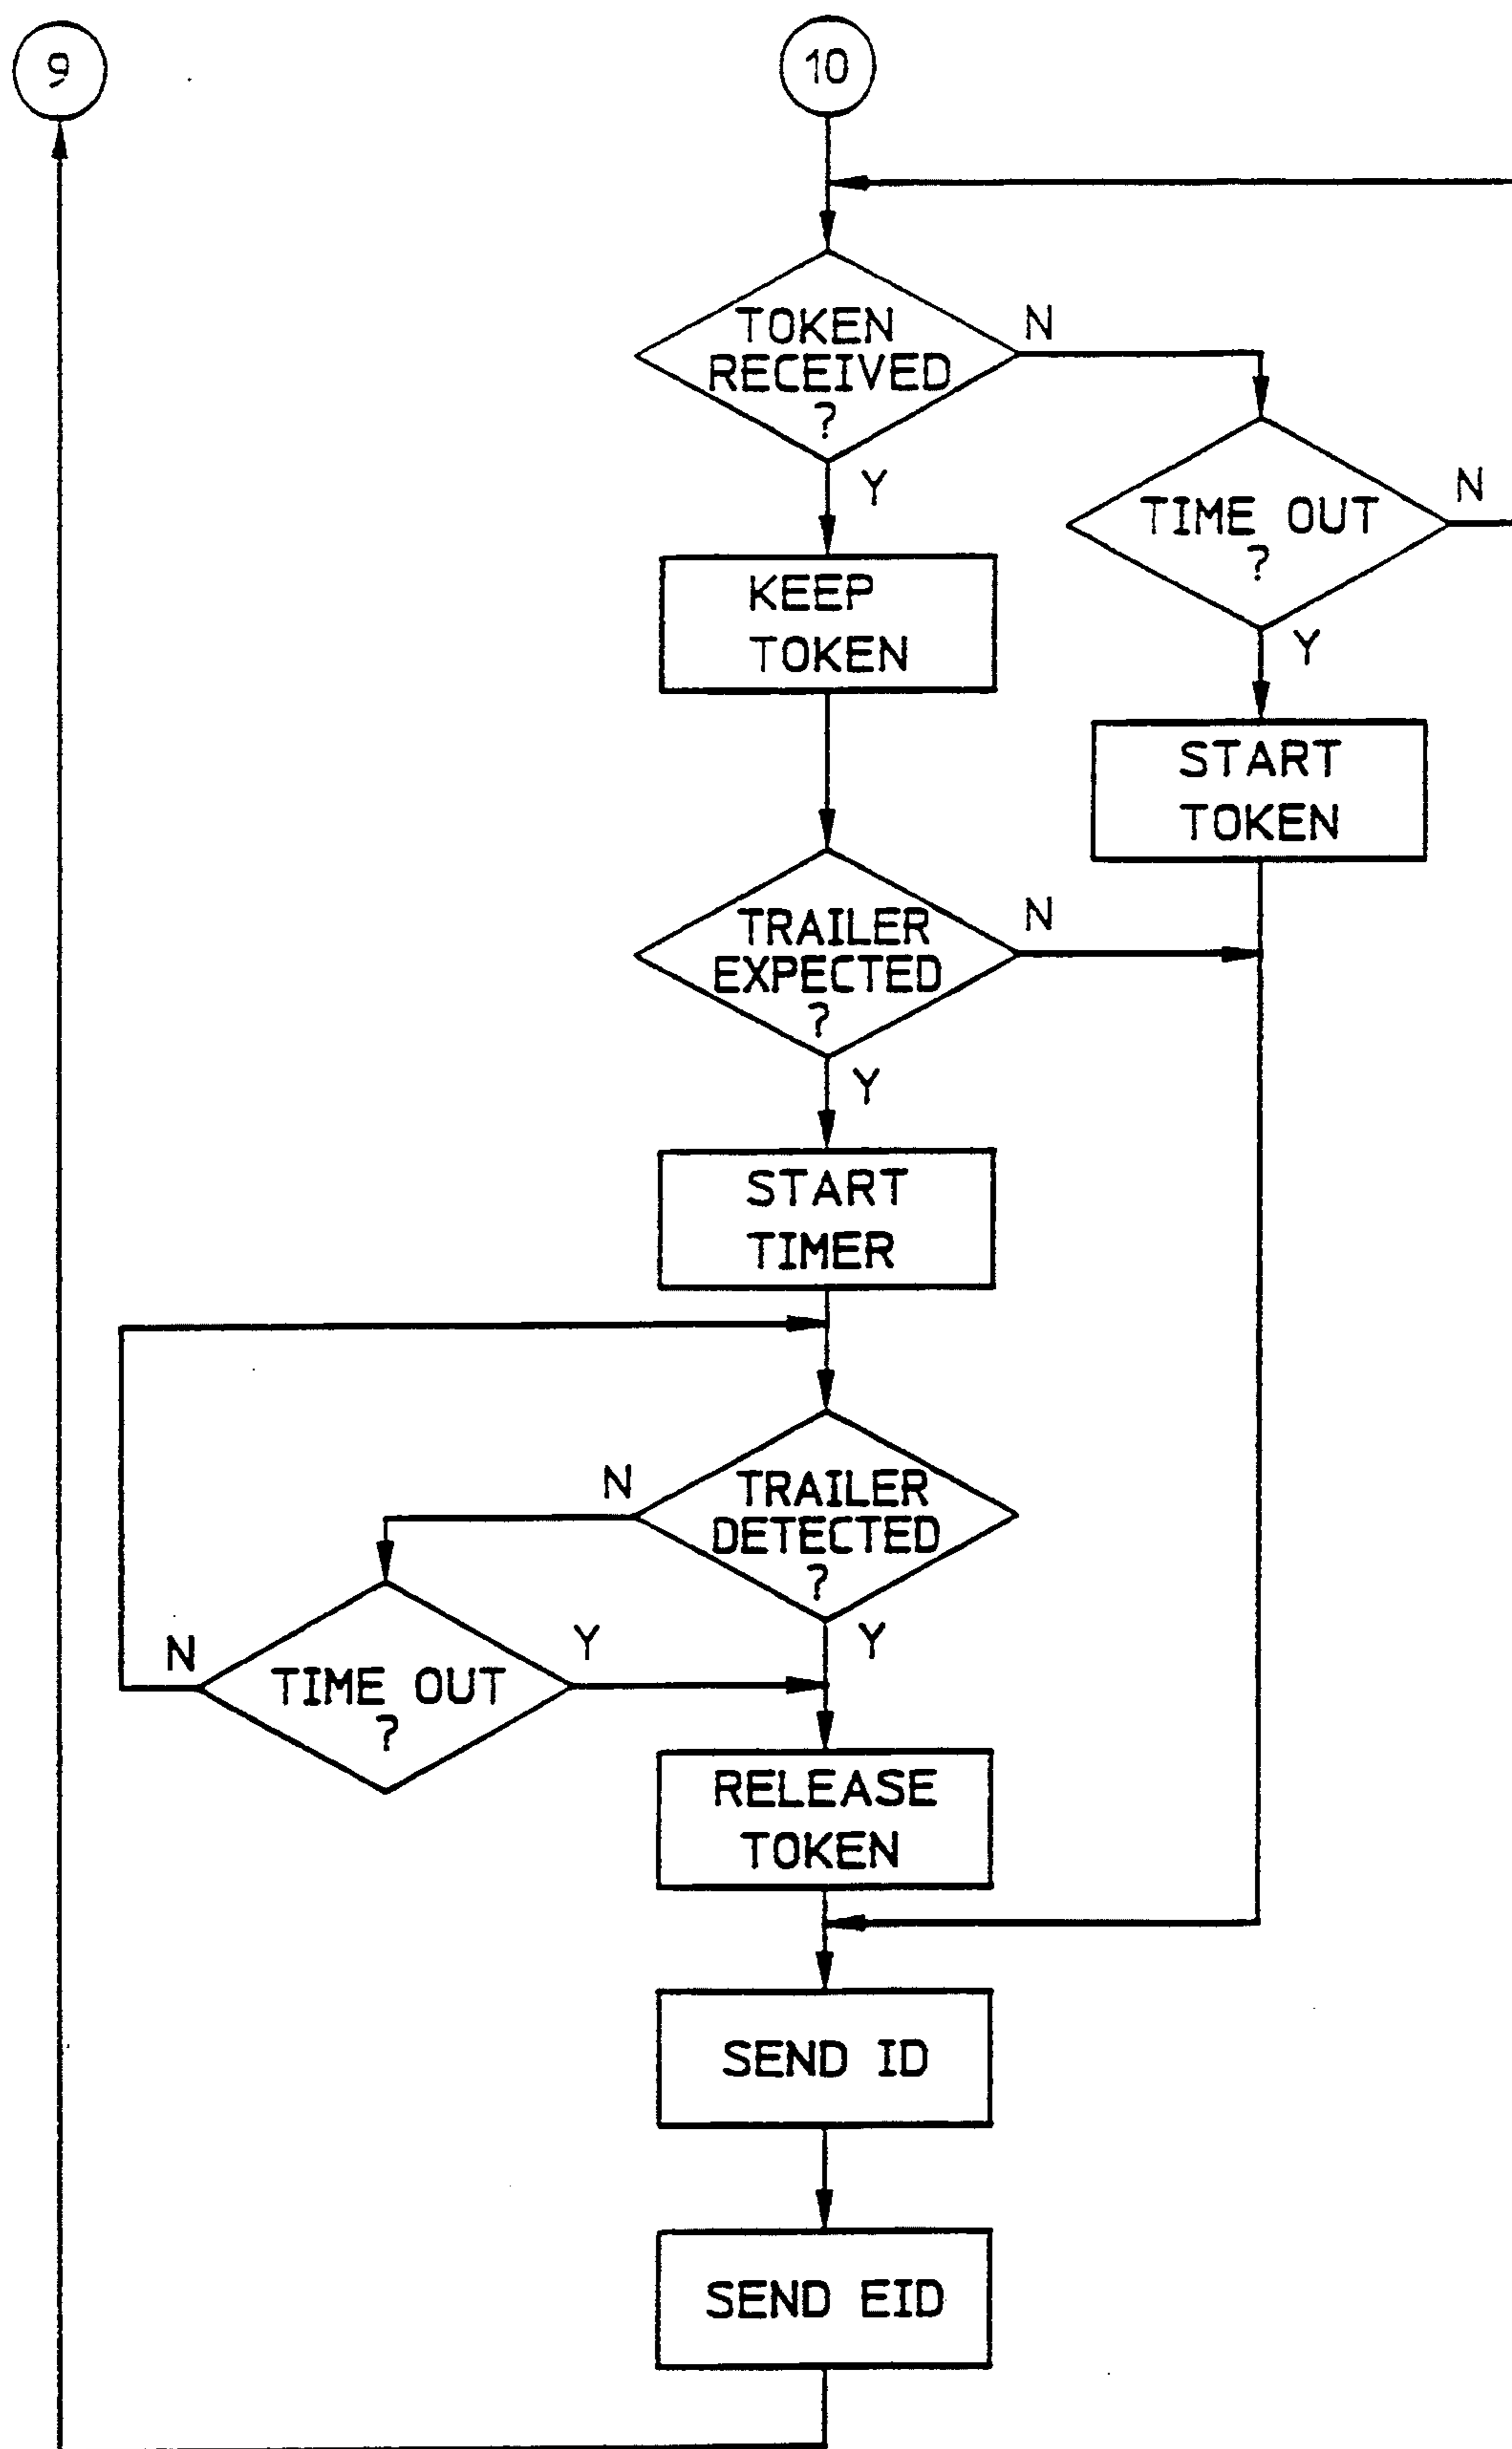 9
10
TOKEN
RECEIVED
?
N
Y
TIME OUT
?
N
Y
KEEP
TOKEN
START
TOKEN
TRAILER
EXPECTED
?
N
Y
START
TIMER
TRAILER
DETECTED
?
N
Y
TIME OUT
?
N
Y
RELEASE
TOKEN
SEND ID
SEND EID